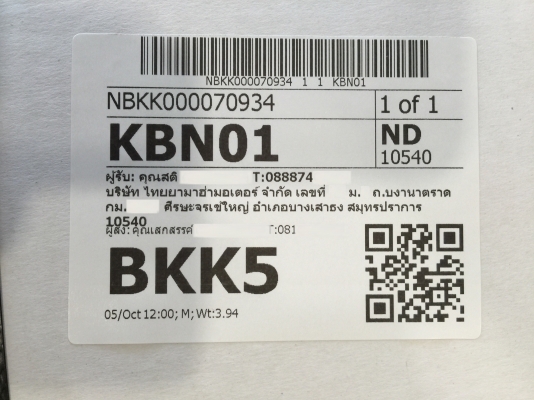 NBKK000070934 1 1 KBN01
NBKK000070934
1 of 1
KBN01
ND
10540
ผู้รับ: คุณสติ T:088874
บริษัท ไทยยามาฮ่ามอเตอร์ จำกัด เลขที่ ม. ถ.บงานาตราด
กม. ศีรษะจรเข้ใหญ่ อำเภอบางเสาธง สมุทรปราการ
10540
ผู้ส่ง: คุณเสกสรรค์ T:081
BKK5
05/Oct 12:00; M; Wt:3.94